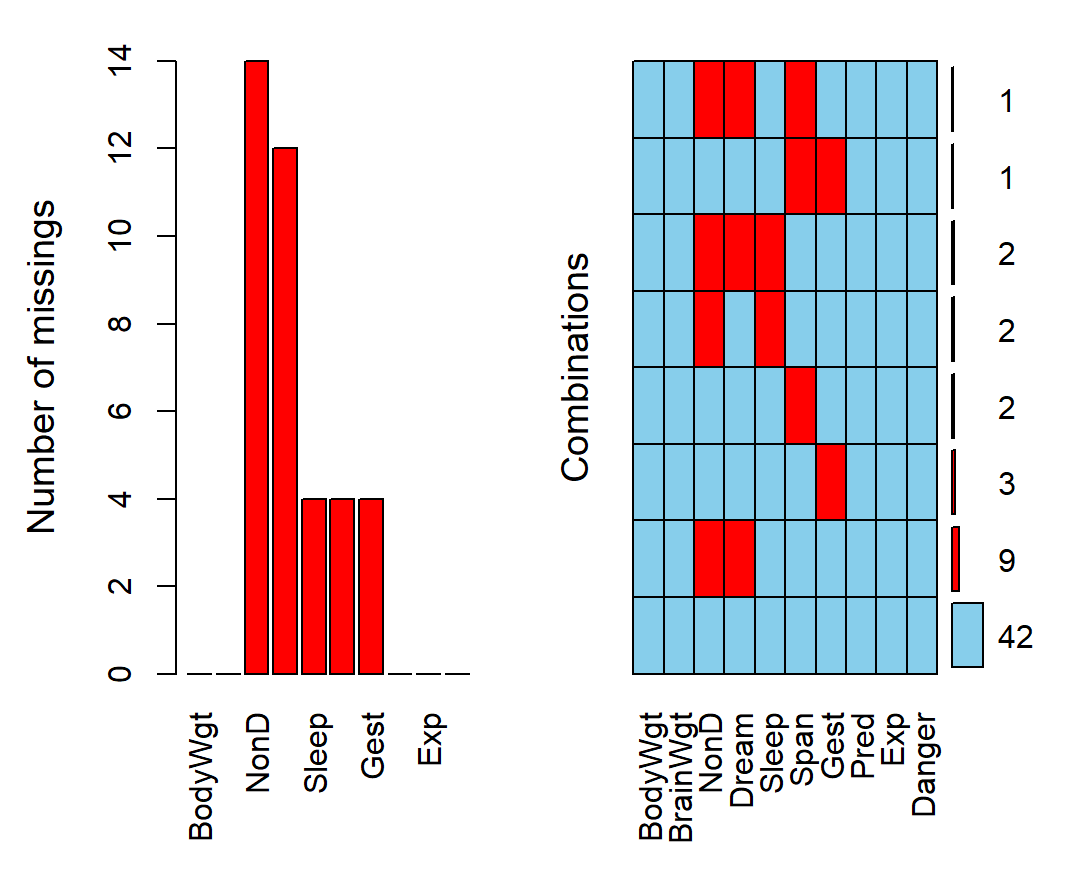 Number of missings
14
12
10
8
6
4
2
0
BodyWgt
NonD
Sleep
Gest
Exp
Combinations
1
1
2
2
2
3
9
42
BodyWgt
BrainWgt
NonD
Dream
Sleep
Span
Gest
Pred
Exp
Danger